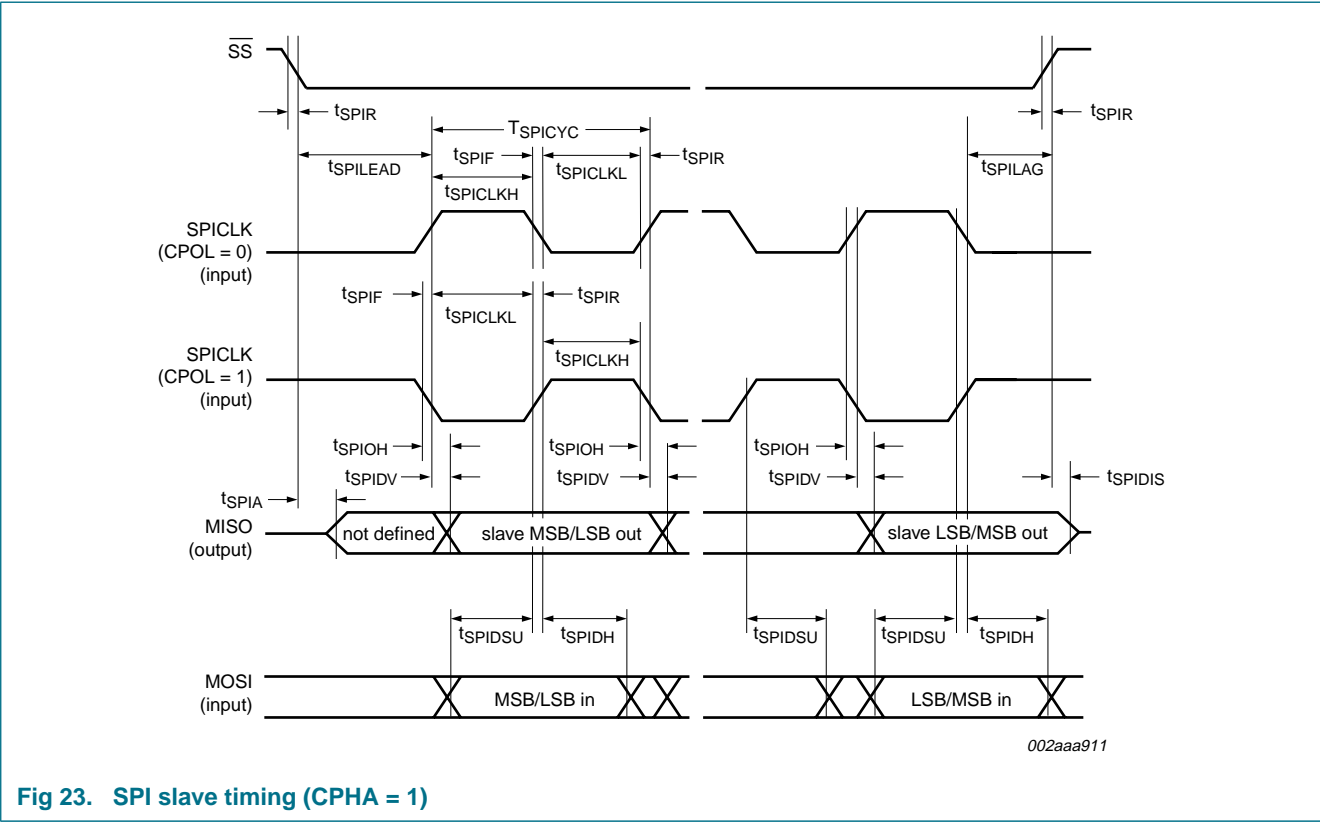 SS
tSPIR
tSPIR
TSPICYC
tSPILEAD
tSPIF
tSPICLKL
tSPIR
tSPILAG
tSPICLKH
SPICLK
(CPOL = 0)
(input)
tSPIF
tSPICLKL
tSPIR
SPICLK
(CPOL = 1)
(input)
tSPICLKH
tSPIOH
tSPIOH
tSPIOH
tSPIDV
tSPIDV
tSPIDV
tSPIDIS
tSPIA
MISO
(output)
not defined
slave MSB/LSB out
slave LSB/MSB out
tSPIDSU
tSPIDH
tSPIDSU
tSPIDSU
tSPIDH
MOSI
(input)
MSB/LSB in
LSB/MSB in
002aaa911
Fig 23. SPI slave timing (CPHA = 1)